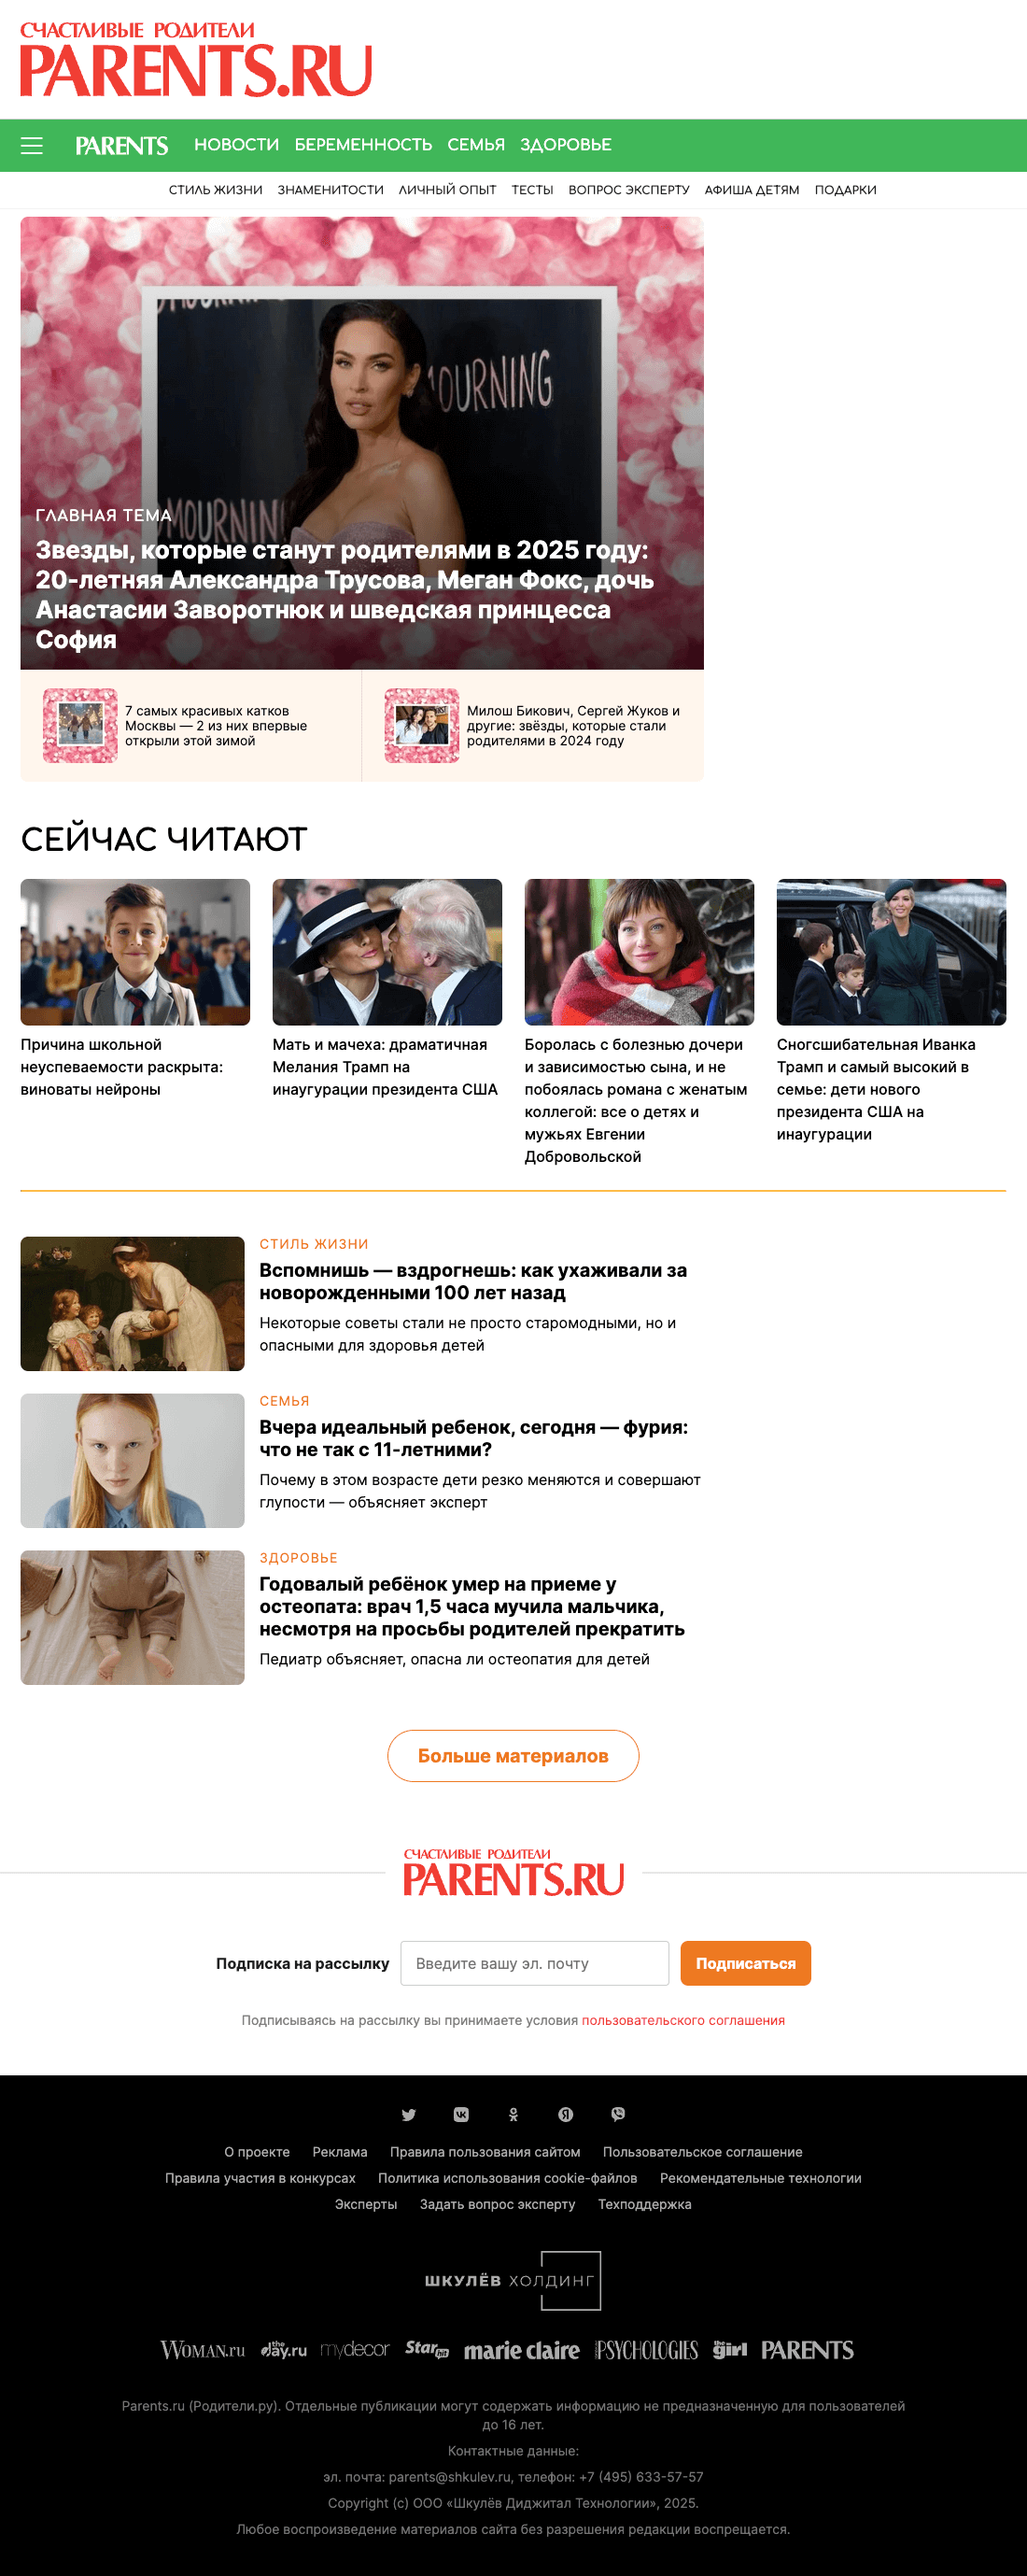 СЧАСТЛИВЫЕ РОДИТЕЛИ
PARENTS.RU
PARENTS НОВОСТИ БЕРЕМЕННОСТЬ СЕМЬЯ ЗДОРОВЬЕ
СТИЛЬ ЖИЗНИ ЗНАМЕНИТОСТИ ЛИЧНЫЙ ОПЫТ ТЕСТЫ ВОПРОС ЭКСПЕРТУ АФИША ДЕТЯМ ПОДАРКИ
MOURNING
MOURNING
ГЛАВНАЯ ТЕМА
Звезды, которые станут родителями в 2025 году:
20-летняя Александра Трусова, Меган Фокс, дочь
Анастасии Заворотнюк и шведская принцесса
София
7 самых красивых катков
Москвы — 2 из них впервые
открыли этой зимой
Милош Бикович, Сергей Жуков и
другие: звёзды, которые стали
родителями в 2024 году
СЕЙЧАС ЧИТАЮТ
Причина школьной
неуспеваемости раскрыта:
виноваты нейроны
Мать и мачеха: драматичная
Мелания Трамп на
инаугурации президента США
Боролась с болезнью дочери
и зависимостью сына, и не
побоялась романа с женатым
коллегой: все о детях и
мужьях Евгении
Добровольской
Сногсшибательная Иванка
Трамп и самый высокий в
семье: дети нового
президента США на
инаугурации
СТИЛЬ ЖИЗНИ
Вспомнишь — вздрогнешь: как ухаживали за
новорожденными 100 лет назад
Некоторые советы стали не просто старомодными, но и
опасными для здоровья детей
СЕМЬЯ
Вчера идеальный ребенок, сегодня — фурия:
что не так с 11-летними?
Почему в этом возрасте дети резко меняются и совершают
глупости — объясняет эксперт
ЗДОРОВЬЕ
Годовалый ребёнок умер на приеме у
остеопата: врач 1,5 часа мучила мальчика,
несмотря на просьбы родителей прекратить
Педиатр объясняет, опасна ли остеопатия для детей
Больше материалов
СЧАСТЛИВЫЕ РОДИТЕЛИ
PARENTS.RU
Подписка на рассылку Введите вашу эл. почту Подписаться
Подписываясь на рассылку вы принимаете условия пользовательского соглашения
О проекте Реклама Правила пользования сайтом Пользовательское соглашение
Правила участия в конкурсах Политика использования cookie-файлов Рекомендательные технологии
Эксперты Задать вопрос эксперту Техподдержка
ШКУЛЁВ ХОЛДИНГ
WOMAN.ru the day.ru mydecor StarHit marie claire PSYCHOLOGIES the girl PARENTS
Parents.ru (Родители.ру). Отдельные публикации могут содержать информацию не предназначенную для пользователей
до 16 лет.
Контактные данные:
эл. почта: parents@shkulev.ru, телефон: +7 (495) 633-57-57
Copyright (с) ООО «Шкулёв Диджитал Технологии», 2025.
Любое воспроизведение материалов сайта без разрешения редакции воспрещается.